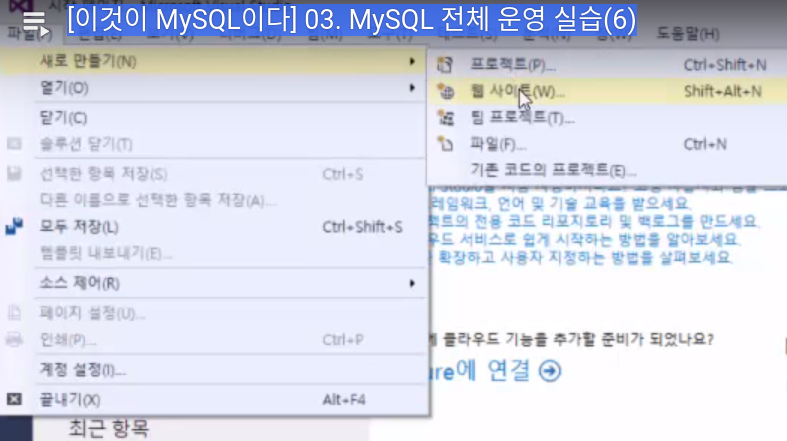 [이것이 MySQL이다] 03. MySQL 전체 운영 실습(6)
도움말(H)
새로 만들기(N)
열기(O)
닫기(C)
솔루션 닫기(T)
선택한 항목 저장(S) Ctrl+S
다른 이름으로 선택한 항목 저장(A)...
모두 저장(L) Ctrl+Shift+S
템플릿 내보내기(E)...
소스 제어(R)
페이지 설정(U)...
인쇄(P)... Ctrl+P
계정 설정(I)...
끝내기(X) Alt+F4
최근 항목
프로젝트(P)... Ctrl+Shift+N
웹 사이트(W)... Shift+Alt+N
팀 프로젝트(T)...
파일(F)... Ctrl+N
기존 코드의 프로젝트(E)...
레임워크, 언어 및 기술 교육을 받으세요.
트의 전용 코드 리포지토리 및 백로그를 만드세요.
우드 서비스로 쉽게 시작하는 방법을 알아보세요.
확장하고 사용자 지정하는 방법을 살펴보세요.
클라우드 기능을 추가할 준비가 되었나요?
ure에 연결